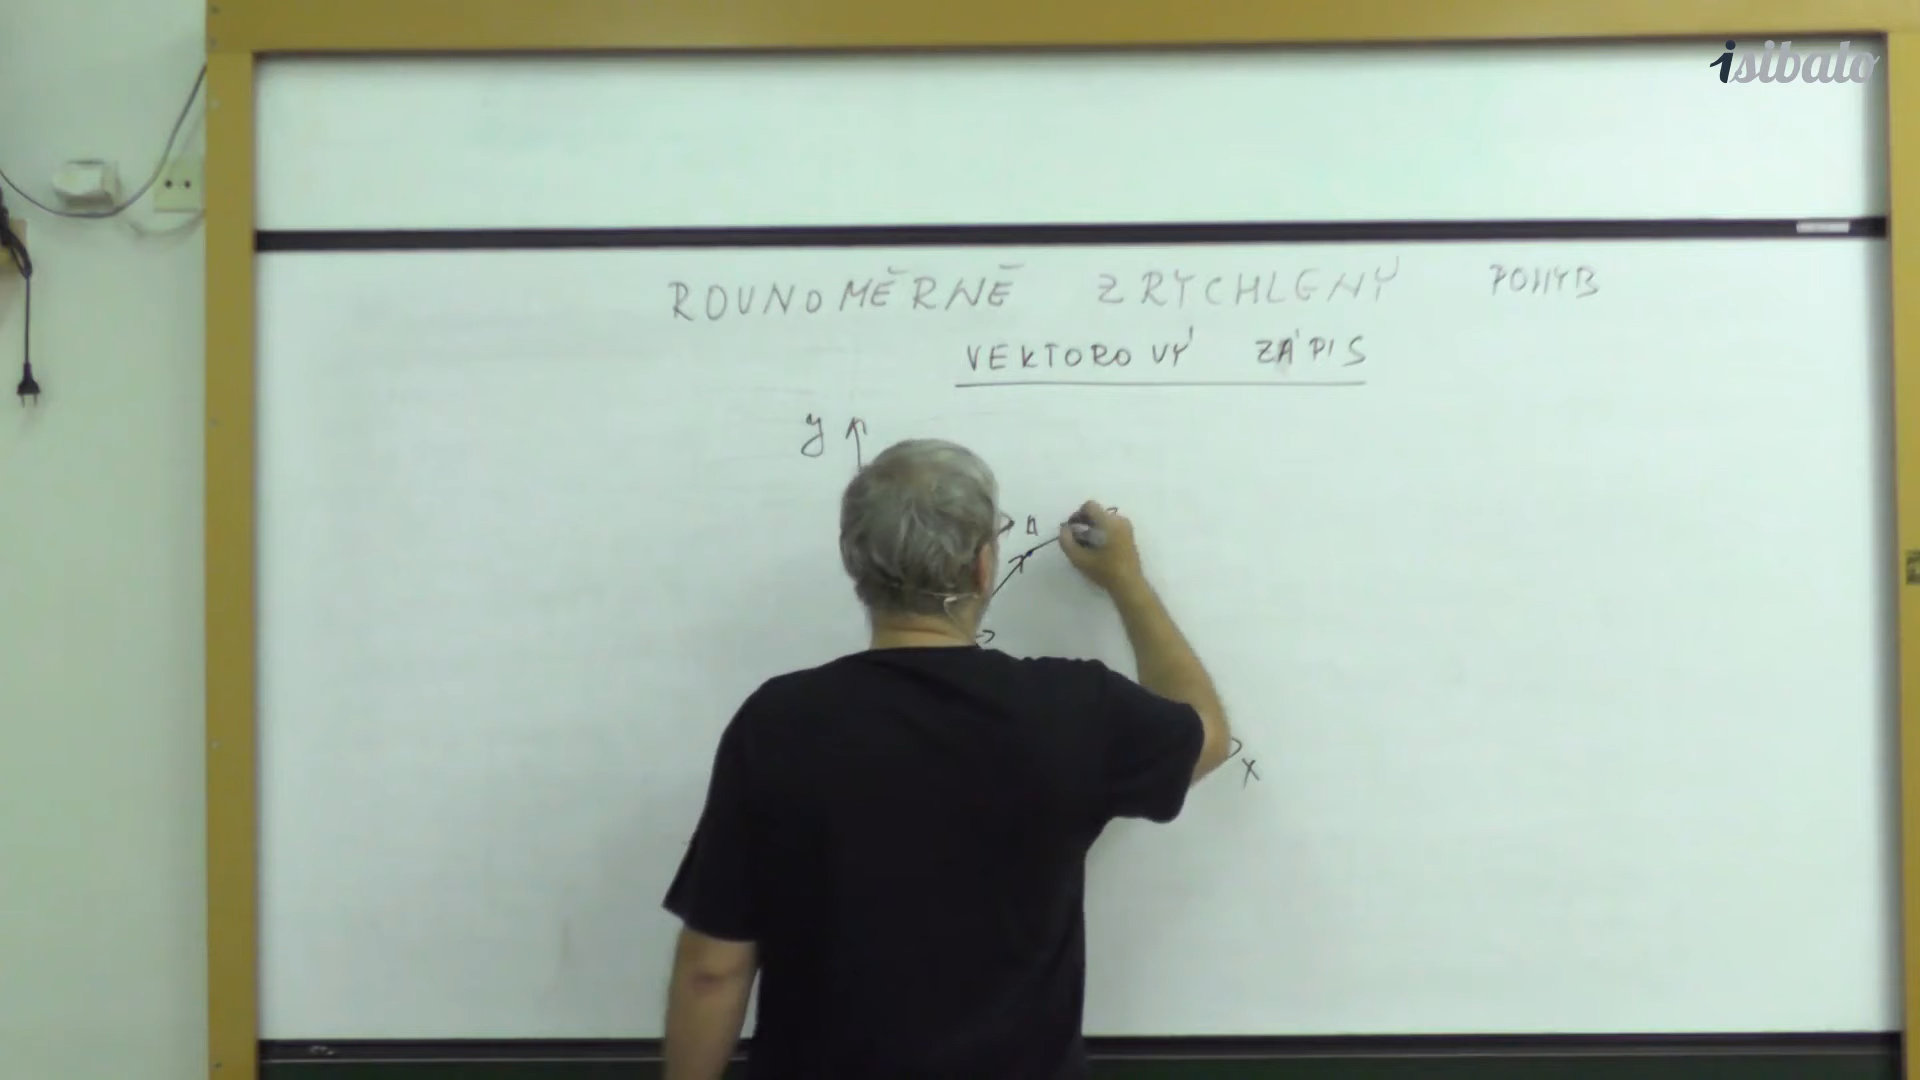 isibalo
ROVNOMĚRNĚ ZRYCHLENÝ POHYB
VEKTOROVÝ ZÁPIS
y
x